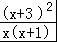 (x+3)²
x(x+1)